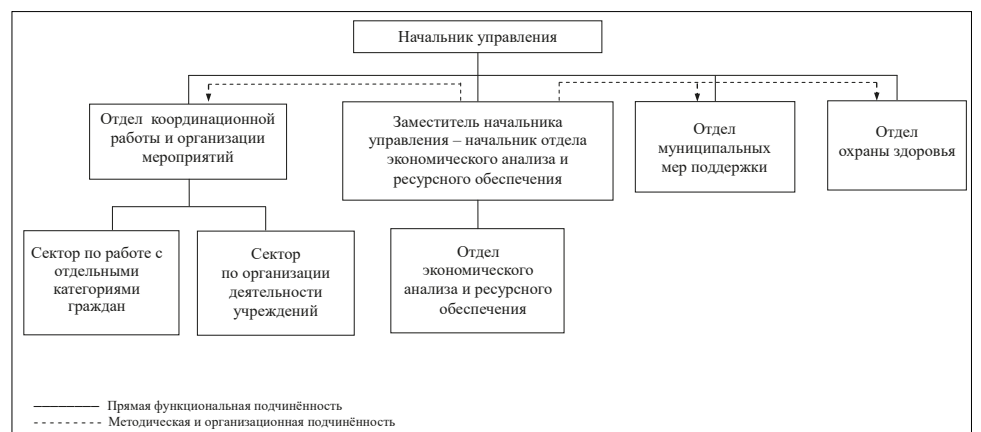 Начальник управления
Отдел координационной
работы и организации
мероприятий
Заместитель начальника
управления – начальник отдела
экономического анализа и
ресурсного обеспечения
Отдел
муниципальных
мер поддержки
Отдел
охраны здоровья
Сектор по работе с
отдельными
категориями
граждан
Сектор
по организации
деятельности
учреждений
Отдел
экономического
анализа и ресурсного
обеспечения
Прямая функциональная подчинённость
Методическая и организационная подчинённость